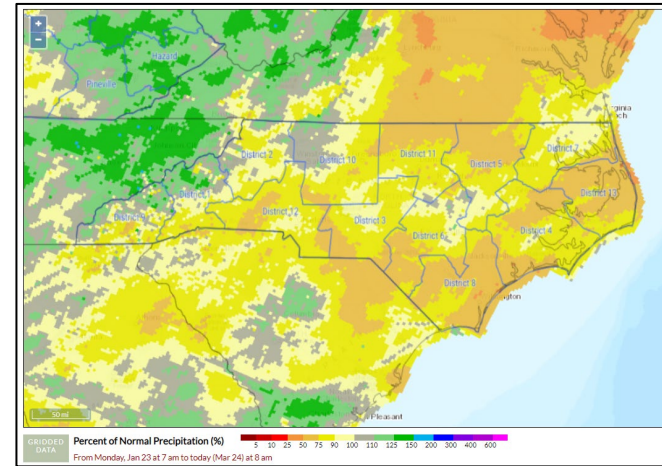 +
−
Hazard
Pineville
Virginia
District 2
District 10
District 11
District 7
District 5
District 1
District 9
District 12
District 3
District 13
District 6
District 4
District 8
ngton
Pleasant
50 mi
GRIDDED
DATA
Percent of Normal Precipitation (%)
5 10 25 50 75 90 100 110 125 150 200 300 400 600
From Monday, Jan 23 at 7 am to today (Mar 24) at 8 am